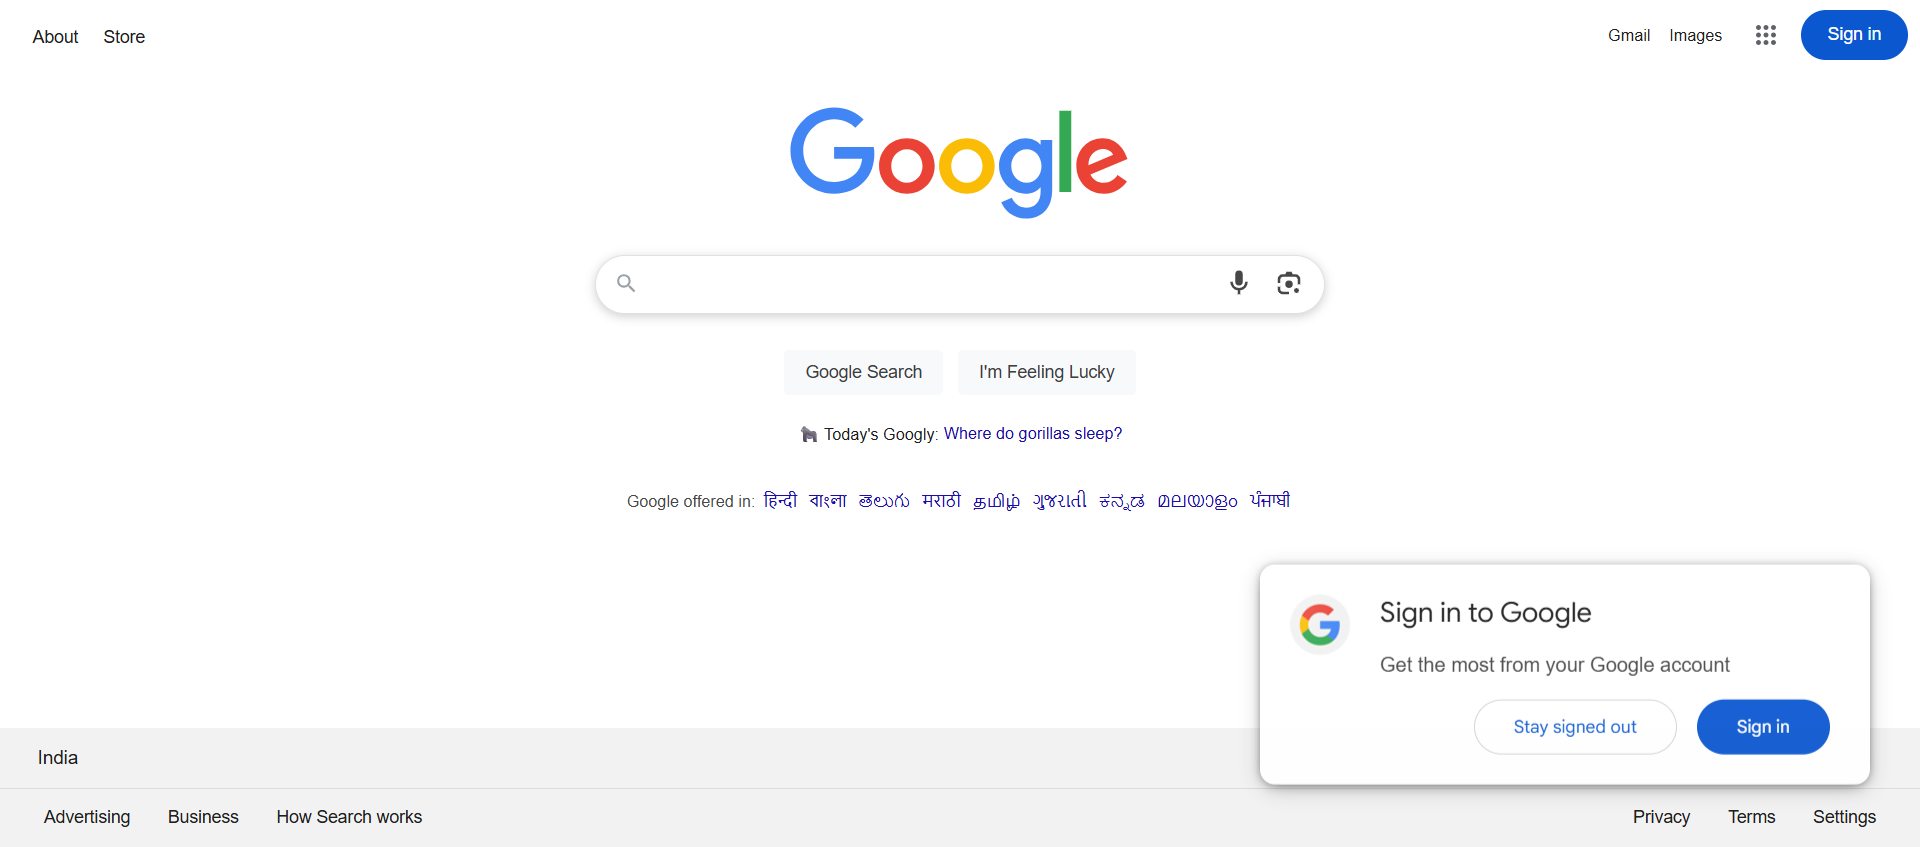 About Store
Gmail Images Sign in
Google
Google Search I'm Feeling Lucky
Today's Googly: Where do gorillas sleep?
Google offered in: हिन्दी বাংলা తెలుగు मराठी தமிழ் ગુજરાતી ಕನ್ನಡ മലയാളം ਪੰਜਾਬੀ
Sign in to Google
Get the most from your Google account
Stay signed out Sign in
India
Advertising Business How Search works
Privacy Terms Settings